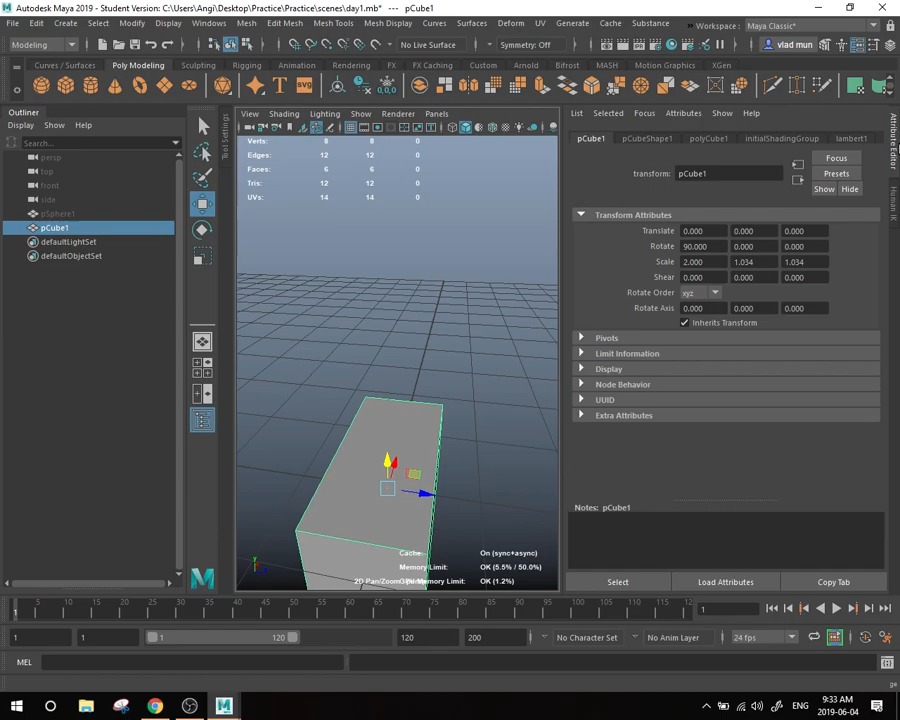 Autodesk Maya 2019 - Student Version: C:\Users\Angi\Desktop\Practice\Practice\scenes\day1.mb*  ---  pCube1
File Edit Create Select Modify Display Windows Mesh Edit Mesh Mesh Tools Mesh Display Curves Surfaces Deform UV Generate Cache Substance Workspace : Maya Classic*
Modeling No Live Surface Symmetry: Off vlad mun
Curves / Surfaces Poly Modeling Sculpting Rigging Animation Rendering FX FX Caching Custom Arnold Bifrost MASH Motion Graphics XGen
Outliner
Display Show Help
Search...
persp
top
front
side
pSphere1
pCube1
defaultLightSet
defaultObjectSet
Tool Settings
View Shading Lighting Show Renderer Panels
Verts: 8 8 0
Edges: 12 12 0
Faces: 6 6 0
Tris: 12 12 0
UVs: 14 14 0
Cache: On (sync+async)
Memory Limit: OK (5.5% / 50.0%)
2D Pan/Zoom
Memory Limit: OK (1.2%)
List Selected Focus Attributes Show Help
pCube1 pCubeShape1 polyCube1 initialShadingGroup lambert1
transform: pCube1
Focus
Presets
Show Hide
Transform Attributes
Translate 0.000 0.000 0.000
Rotate 90.000 0.000 0.000
Scale 2.000 1.034 1.034
Shear 0.000 0.000 0.000
Rotate Order xyz
Rotate Axis 0.000 0.000 0.000
Inherits Transform
Pivots
Limit Information
Display
Node Behavior
UUID
Extra Attributes
Notes: pCube1
Select Load Attributes Copy Tab
Attribute Editor
Human IK
1 5 10 15 20 25 30 35 40 45 50 55 60 65 70 75 80 85 90 95 100 105 110 115 12 1
1 1 1 120 120 200 No Character Set No Anim Layer 24 fps
MEL
ENG 9:33 AM
2019-06-04